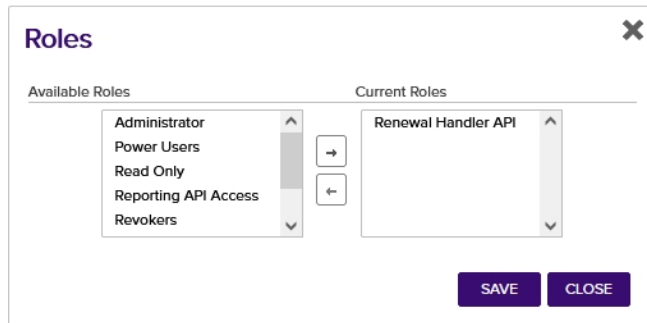 Roles
Available Roles
Current Roles
Administrator
Power Users
Read Only
Reporting API Access
Revokers
Renewal Handler API
SAVE
CLOSE